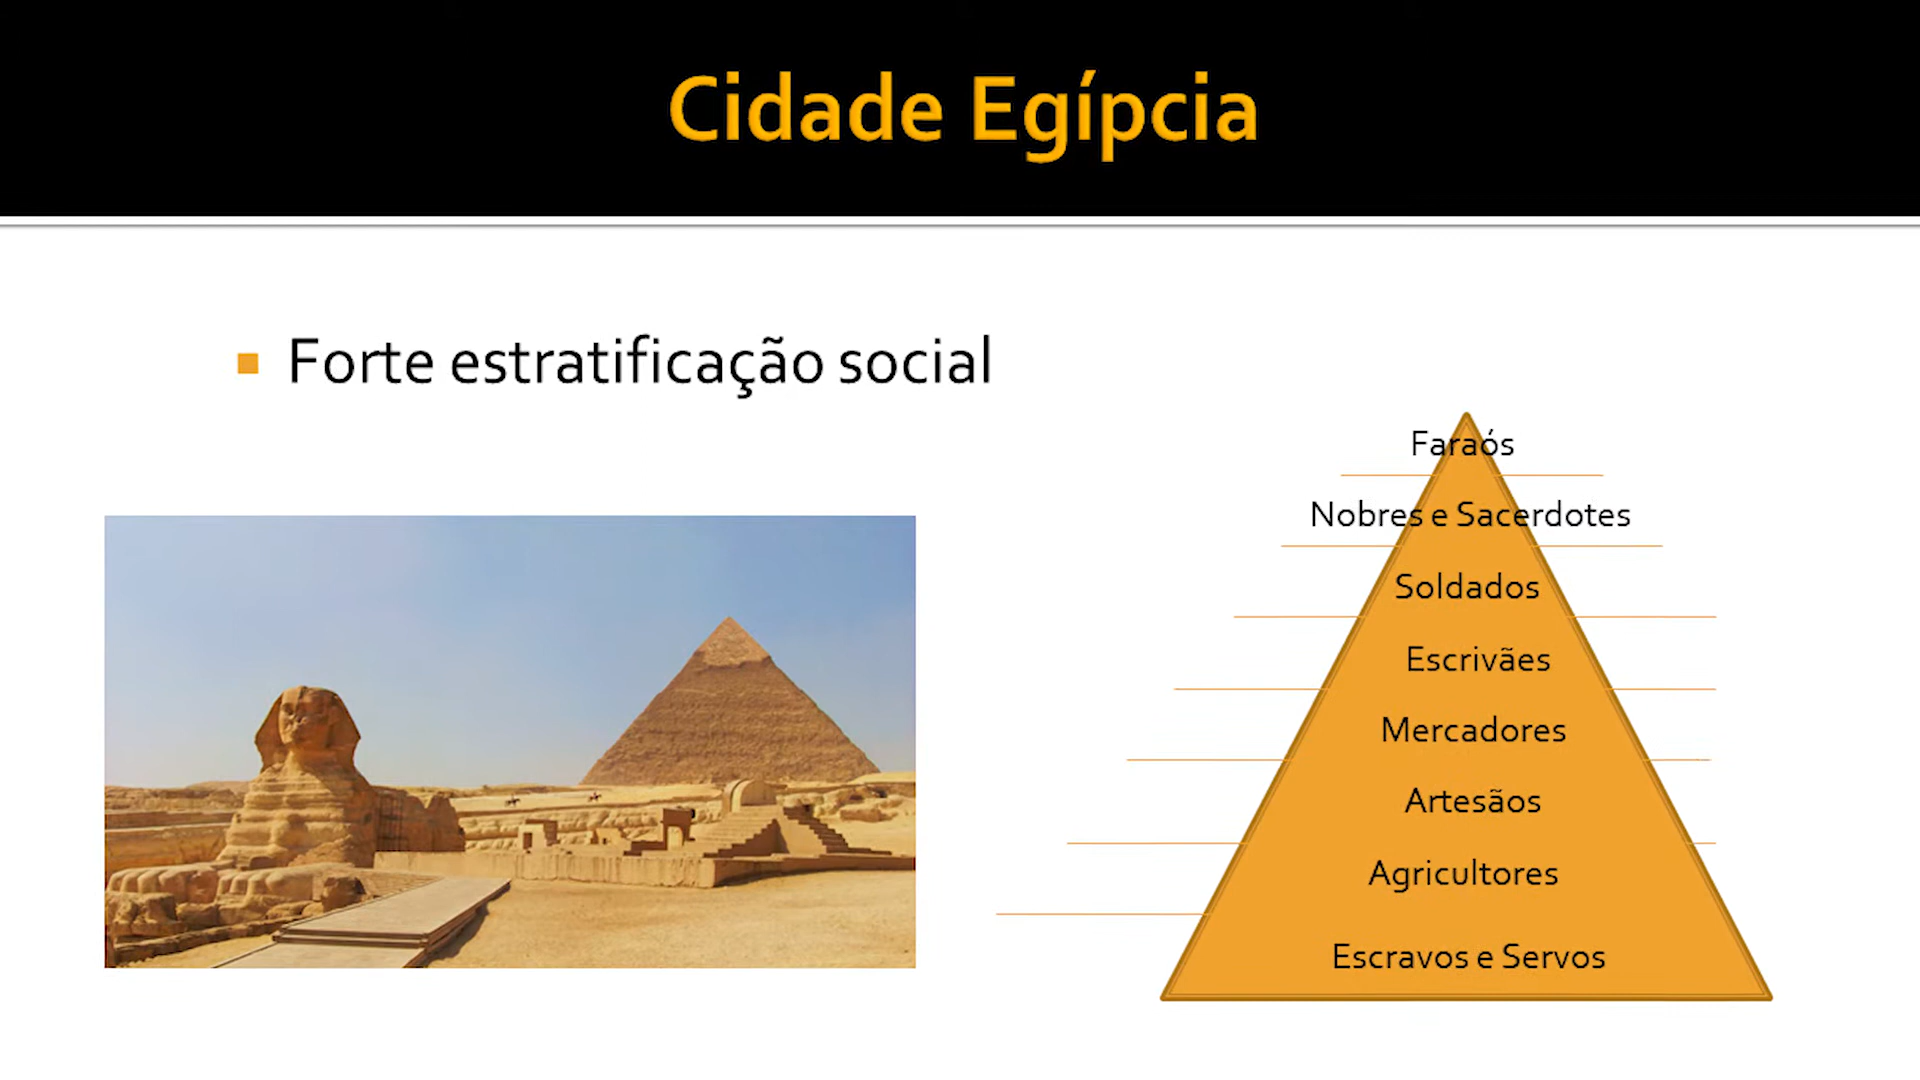 Cidade Egípcia
Forte estratificação social
Faraós
Nobres e Sacerdotes
Soldados
Escrivães
Mercadores
Artesãos
Agricultores
Escravos e Servos